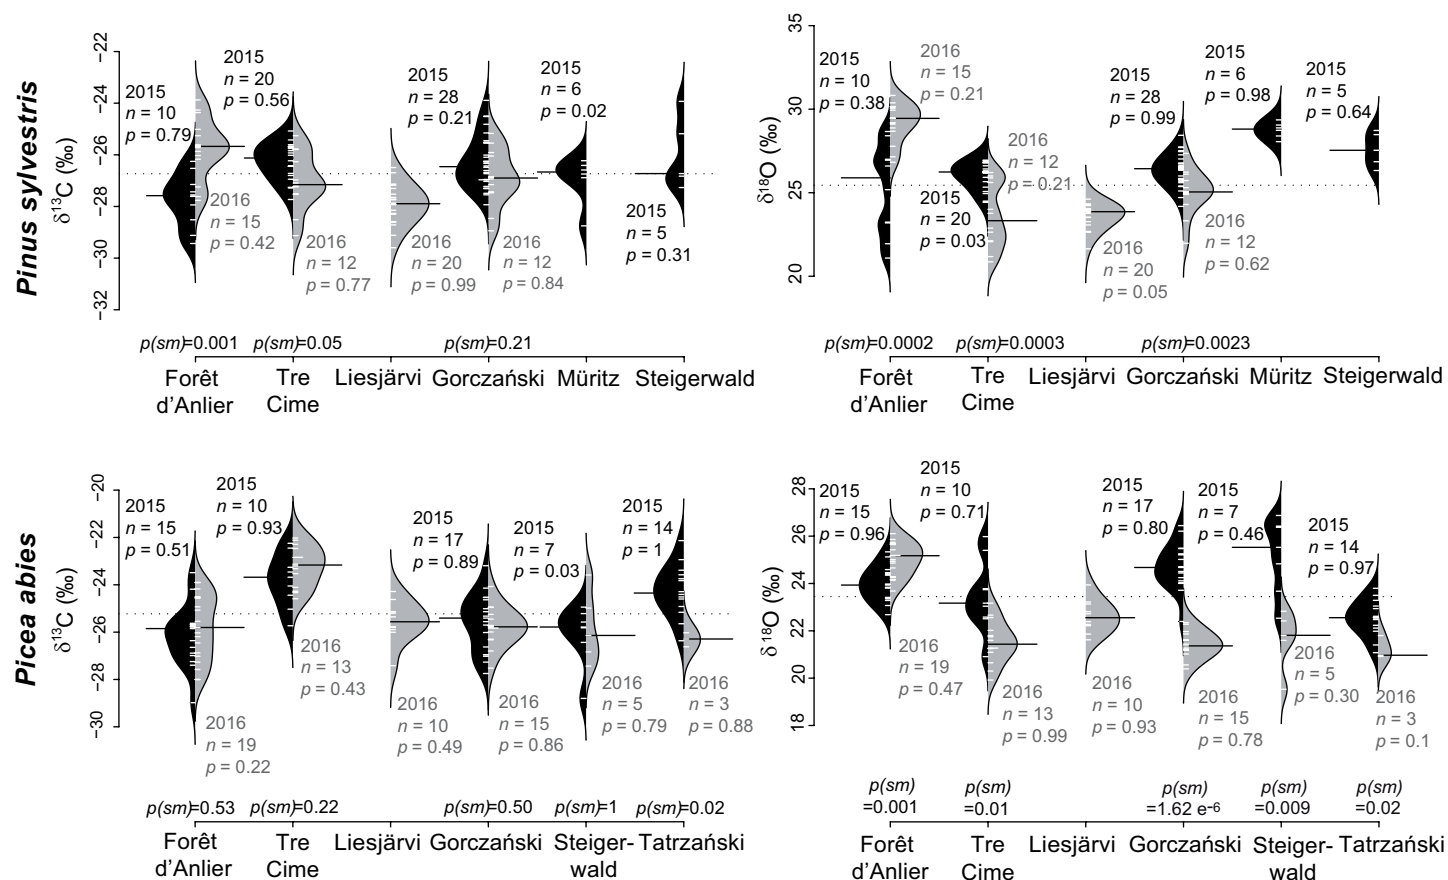 Pinus sylvestris
δ13C (‰)
−22
−24
−26
−28
−30
−32
2015
n = 10
p = 0.79
2016
n = 15
p = 0.42
2015
n = 20
p = 0.56
2016
n = 12
p = 0.77
2016
n = 20
p = 0.99
2015
n = 28
p = 0.21
2016
n = 12
p = 0.84
2015
n = 6
p = 0.02
2015
n = 5
p = 0.31
p(sm)=0.001 p(sm)=0.05 p(sm)=0.21
Forêt Tre Liesjärvi Gorczański Müritz Steigerwald
d’Anlier Cime
δ18O (‰)
35
30
25
20
2015
n = 10
p = 0.38
2016
n = 15
p = 0.21
2015
n = 20
p = 0.03
2016
n = 12
p = 0.21
2016
n = 20
p = 0.05
2015
n = 28
p = 0.99
2016
n = 12
p = 0.62
2015
n = 6
p = 0.98
2015
n = 5
p = 0.64
p(sm)=0.0002 p(sm)=0.0003 p(sm)=0.0023
Forêt Tre Liesjärvi Gorczański Müritz Steigerwald
d’Anlier Cime
Picea abies
δ13C (‰)
−20
−22
−24
−26
−28
−30
2015
n = 15
p = 0.51
2016
n = 19
p = 0.22
2015
n = 10
p = 0.93
2016
n = 13
p = 0.43
2016
n = 10
p = 0.49
2015
n = 17
p = 0.89
2016
n = 15
p = 0.86
2015
n = 7
p = 0.03
2016
n = 5
p = 0.79
2015
n = 14
p = 1
2016
n = 3
p = 0.88
p(sm)=0.53 p(sm)=0.22 p(sm)=0.50 p(sm)=1 p(sm)=0.02
Forêt Tre Liesjärvi Gorczański Steiger- Tatrzański
d’Anlier Cime wald
δ18O (‰)
28
26
24
22
20
18
2015
n = 15
p = 0.96
2016
n = 19
p = 0.47
2015
n = 10
p = 0.71
2016
n = 13
p = 0.99
2016
n = 10
p = 0.93
2015
n = 17
p = 0.80
2016
n = 15
p = 0.78
2015
n = 7
p = 0.46
2016
n = 5
p = 0.30
2015
n = 14
p = 0.97
2016
n = 3
p = 0.1
p(sm) p(sm) p(sm) p(sm) p(sm)
=0.001 =0.01 =1.62 e-6 =0.009 =0.02
Forêt Tre Liesjärvi Gorczański Steiger- Tatrzański
d’Anlier Cime wald